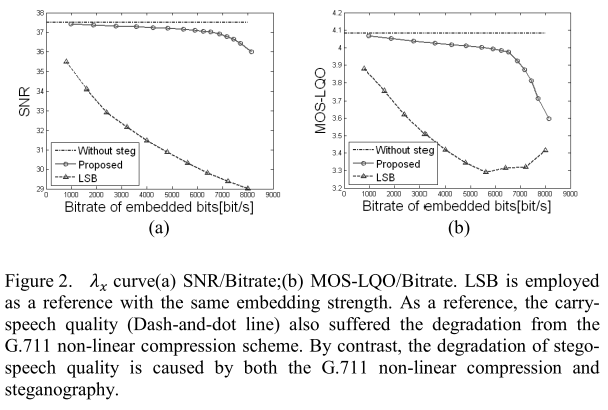 38
37
36
35
34
33
32
31
30
29
SNR
Without steg
Proposed
LSB
0 1000 2000 3000 4000 5000 6000 7000 8000 9000
Bitrate of embedded bits[bit/s]
(a)
4.2
4.1
4
3.9
3.8
3.7
3.6
3.5
3.4
3.3
3.2
MOS-LQO
Without steg
Proposed
LSB
0 1000 2000 3000 4000 5000 6000 7000 8000 9000
Bitrate of embedded bits[bit/s]
(b)
Figure 2. λₓ curve(a) SNR/Bitrate;(b) MOS-LQO/Bitrate. LSB is employed
as a reference with the same embedding strength. As a reference, the carry-
speech quality (Dash-and-dot line) also suffered the degradation from the
G.711 non-linear compression scheme. By contrast, the degradation of stego-
speech quality is caused by both the G.711 non-linear compression and
steganography.